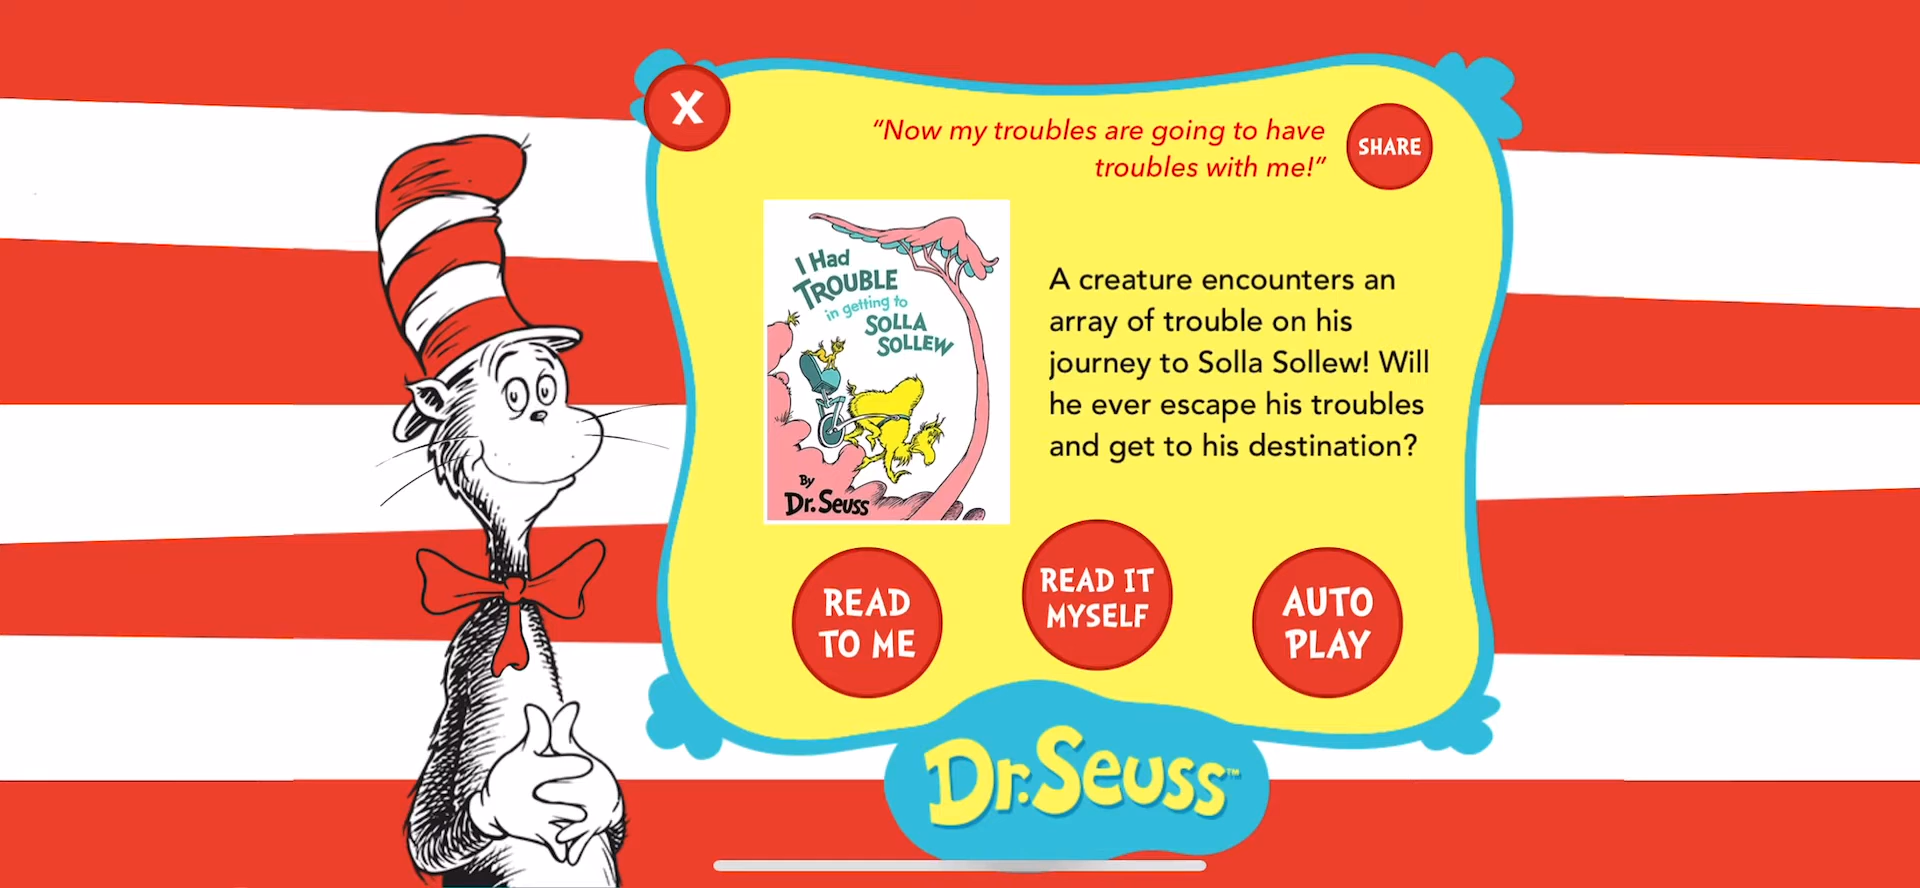 X
“Now my troubles are going to have
troubles with me!”
SHARE
I Had
TROUBLE
in getting to
SOLLA
SOLLEW
By
Dr. Seuss
A creature encounters an
array of trouble on his
journey to Solla Sollew! Will
he ever escape his troubles
and get to his destination?
READ
TO ME
READ IT
MYSELF
AUTO
PLAY
Dr. Seuss™